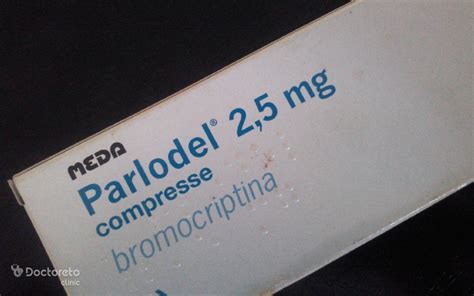 MEDA
Parlodel® 2,5 mg
compresse
bromocriptina
Doctoreto
clinic